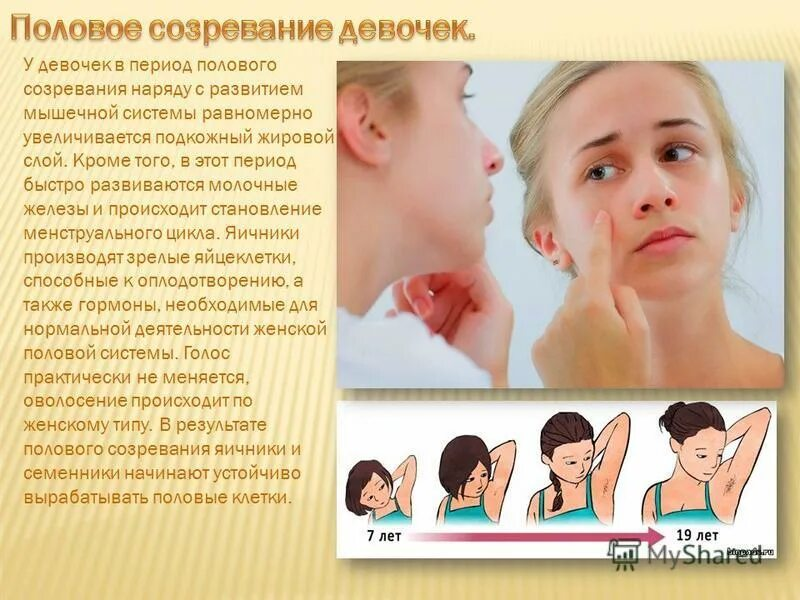 Половое созревание девочек.
У девочек в период полового
созревания наряду с развитием
мышечной системы равномерно
увеличивается подкожный жировой
слой. Кроме того, в этот период
быстро развиваются молочные
железы и происходит становление
менструального цикла. Яичники
производят зрелые яйцеклетки,
способные к оплодотворению, а
также гормоны, необходимые для
нормальной деятельности женской
половой системы. Голос
практически не меняется,
оволосение происходит по
женскому типу. В результате
полового созревания яичники и
семенники начинают устойчиво
вырабатывать половые клетки.
7 лет
19 лет
MyShared